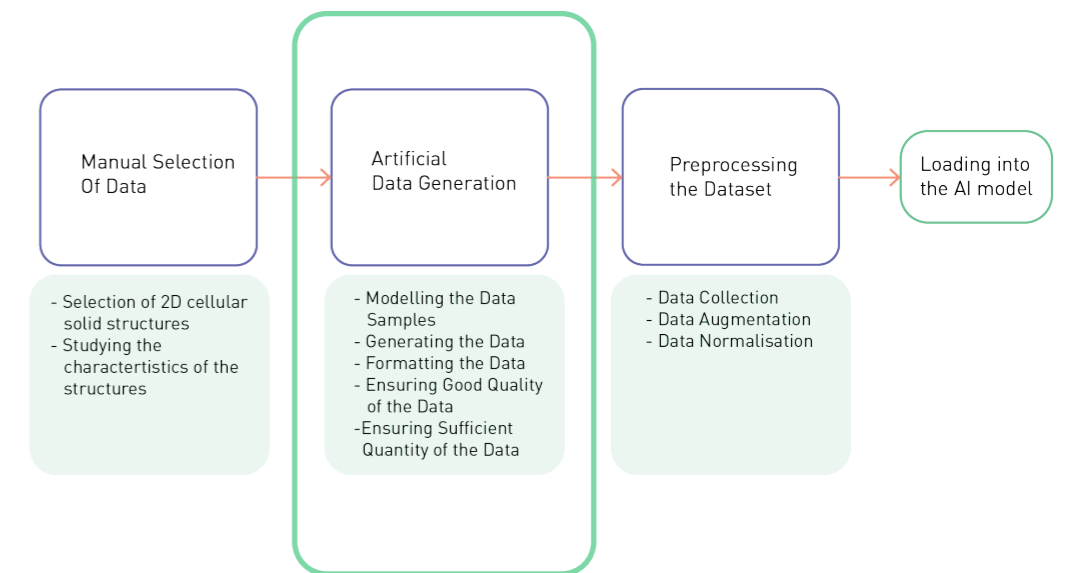 Manual Selection
Of Data
Artificial
Data Generation
Preprocessing
the Dataset
Loading into
the AI model
- Selection of 2D cellular
solid structures
- Studying the
charactertistics of the
structures
- Modelling the Data
Samples
- Generating the Data
- Formatting the Data
- Ensuring Good Quality
of the Data
-Ensuring Sufficient
Quantity of the Data
- Data Collection
- Data Augmentation
- Data Normalisation